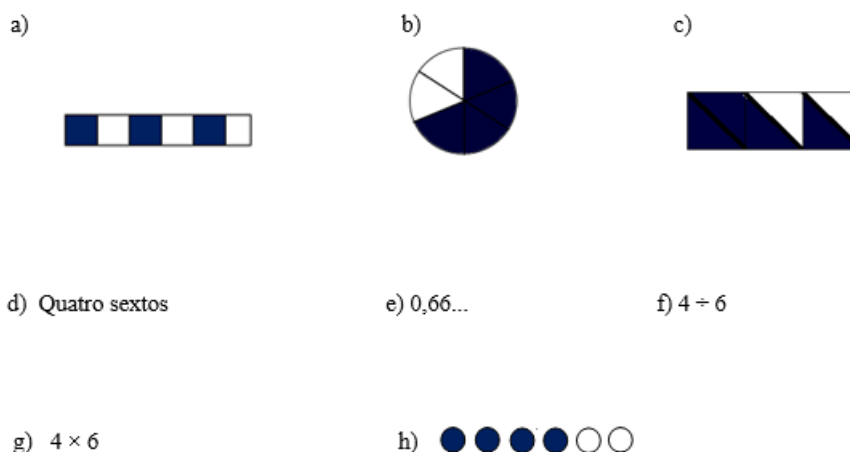 a)
b)
c)
d) Quatro sextos
e) 0,66...
f) 4 ÷ 6
g) 4 × 6
h)